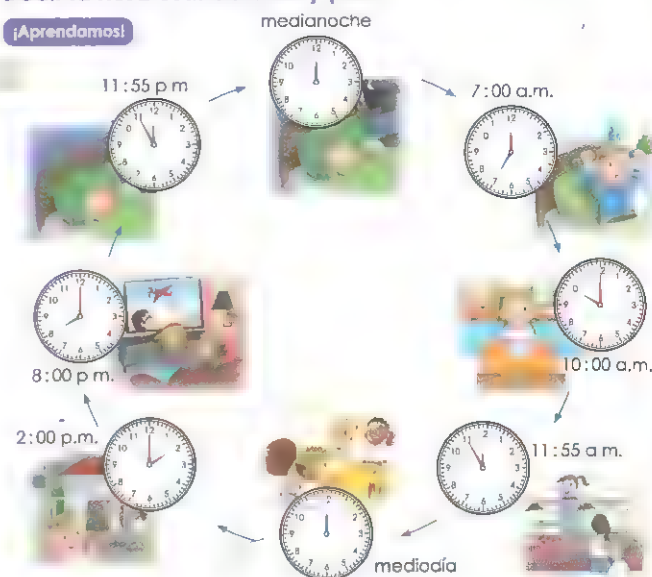 ¡Aprendamos!
medianoche
11:55 p m
7:00 a.m.
8:00 p m.
10:00 a.m.
2:00 p.m.
11:55 a m.
mediodía